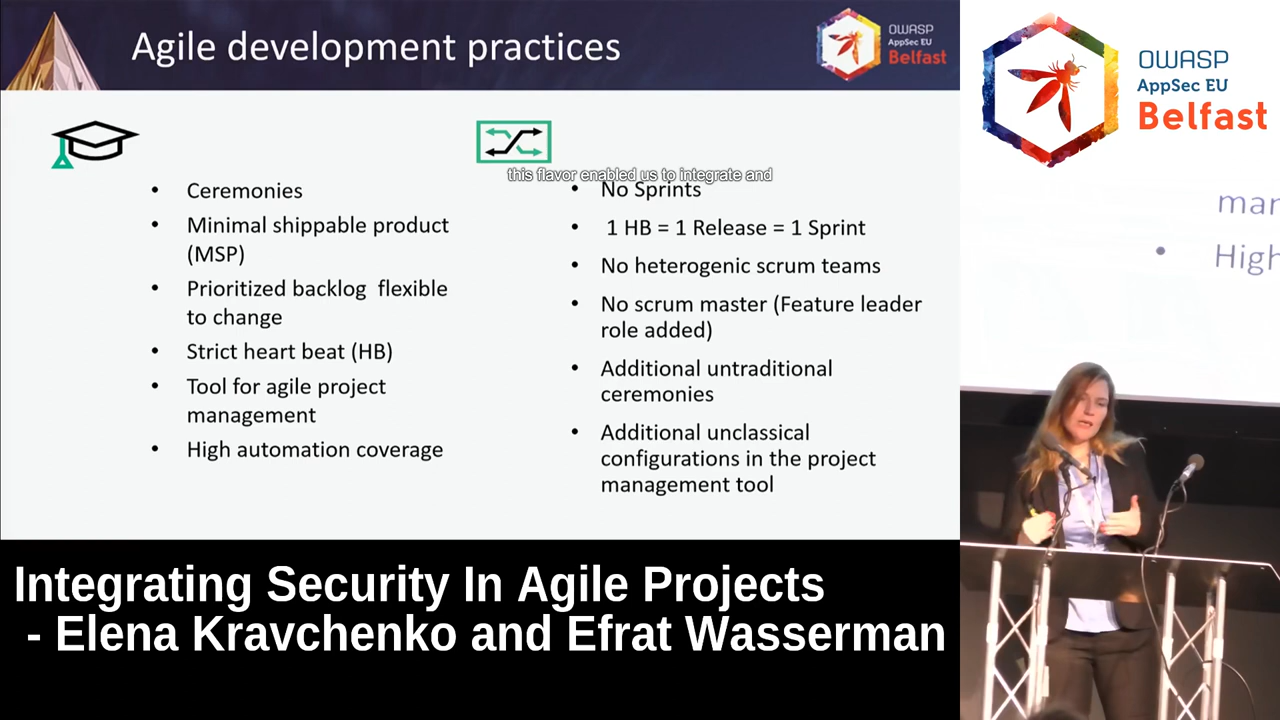 Agile development practices
OWASP
AppSec EU
Belfast
• Ceremonies
• Minimal shippable product
(MSP)
• Prioritized backlog flexible
to change
• Strict heart beat (HB)
• Tool for agile project
management
• High automation coverage
this flavor enabled us to integrate and
• No Sprints
• 1 HB = 1 Release = 1 Sprint
• No heterogenic scrum teams
• No scrum master (Feature leader
role added)
• Additional untraditional
ceremonies
• Additional unclassical
configurations in the project
management tool
OWASP
AppSec EU
Belfast
mar
• High
Integrating Security In Agile Projects
- Elena Kravchenko and Efrat Wasserman